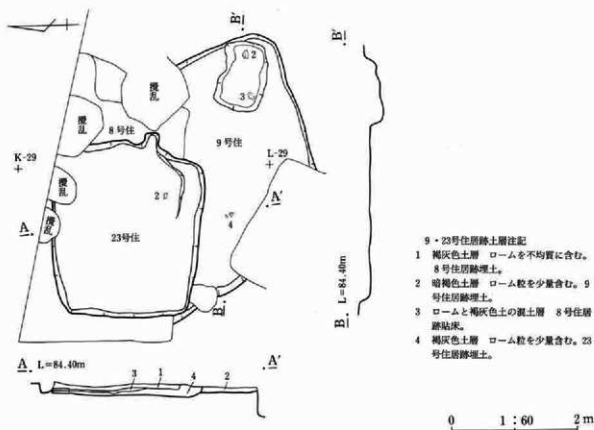 B'
B'
2
3
攪乱
攪乱
8号住
9号住
K-29
L-29
攪乱
2
A'
4
攪乱
A
23号住
B
B L=84.40m
A L=84.40m
A'
3 1 4 2
9・23号住居跡土層注記
1 褐灰色土層 ロームを不均質に含む。
8号住居跡埋土。
2 暗褐色土層 ローム粒を少量含む。9
号住居跡埋土。
3 ロームと褐灰色土の混土層 8号住居
跡貼床。
4 褐灰色土層 ローム粒を少量含む。23
号住居跡埋土。
0 1：60 2m